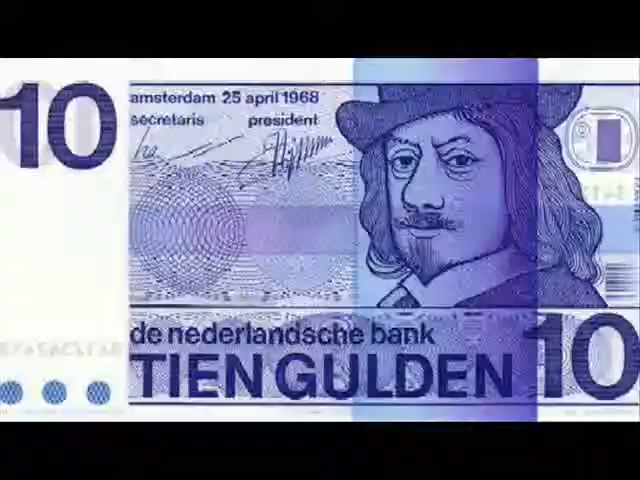 10
amsterdam 25 april 1968
secretaris president
de nederlandsche bank
TIEN GULDEN
10